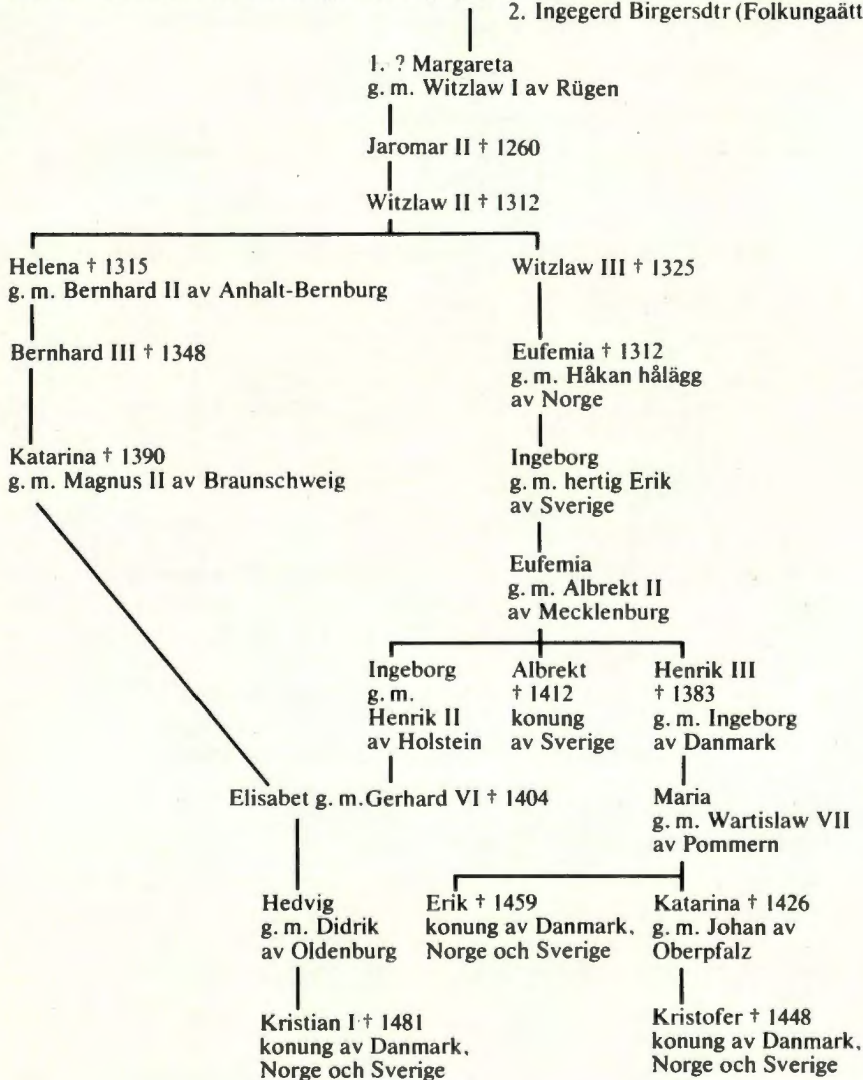 2. Ingegerd Birgersdtr (Folkungaätt
1. ? Margareta
g. m. Witzlaw I av Rügen
Jaromar II † 1260
Witzlaw II † 1312
Helena † 1315
g. m. Bernhard II av Anhalt-Bernburg
Witzlaw III † 1325
Bernhard III † 1348
Eufemia † 1312
g. m. Håkan hålägg
av Norge
Katarina † 1390
g. m. Magnus II av Braunschweig
Ingeborg
g. m. hertig Erik
av Sverige
Eufemia
g. m. Albrekt II
av Mecklenburg
Ingeborg
g. m.
Henrik II
av Holstein
Albrekt
† 1412
konung
av Sverige
Henrik III
† 1383
g. m. Ingeborg
av Danmark
Elisabet g. m. Gerhard VI † 1404
Maria
g. m. Wartislaw VII
av Pommern
Hedvig
g. m. Didrik
av Oldenburg
Erik † 1459
konung av Danmark,
Norge och Sverige
Katarina † 1426
g. m. Johan av
Oberpfalz
Kristian I † 1481
konung av Danmark,
Norge och Sverige
Kristofer † 1448
konung av Danmark,
Norge och Sverige